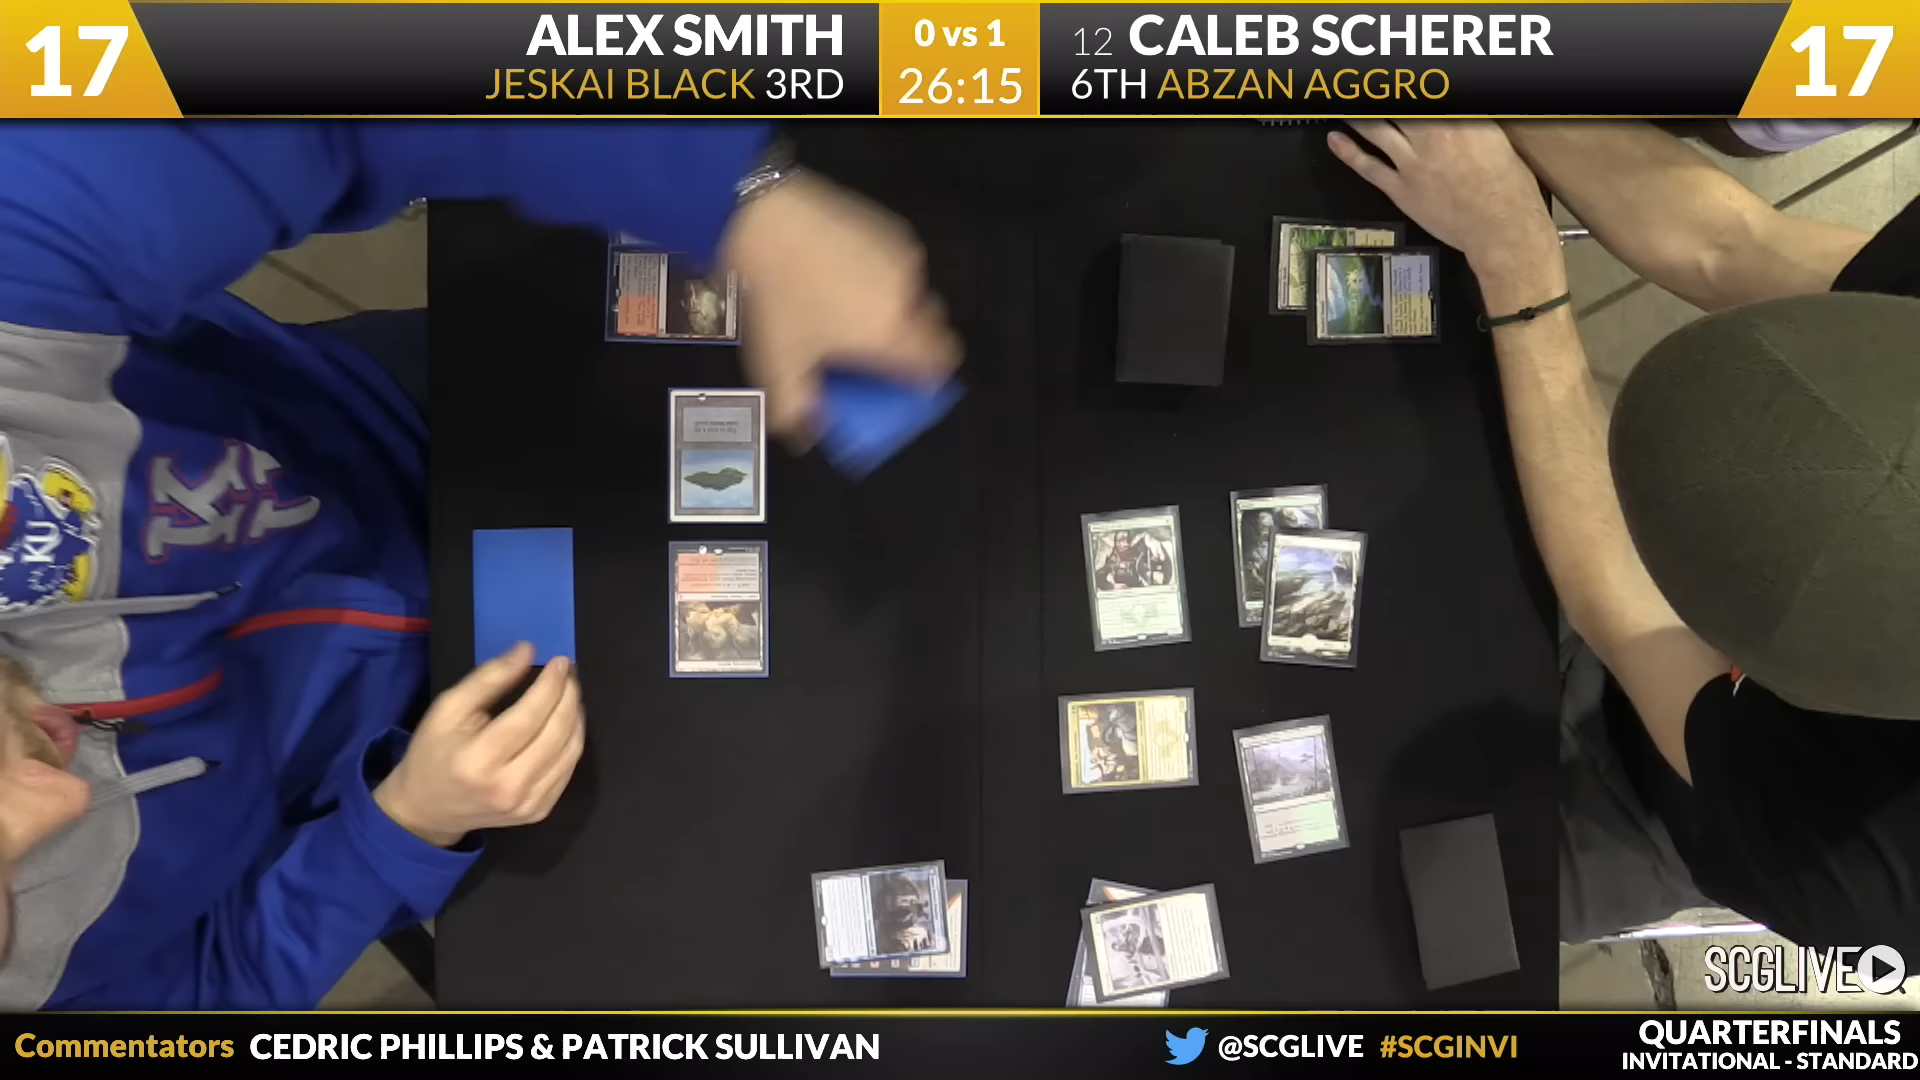 17
ALEX SMITH
JESKAI BLACK 3RD
0 vs 1
26:15
12 CALEB SCHERER
6TH ABZAN AGGRO
17
KU
SCGLIVE
Commentators CEDRIC PHILLIPS & PATRICK SULLIVAN
@SCGLIVE #SCGINVI
QUARTERFINALS
INVITATIONAL - STANDARD